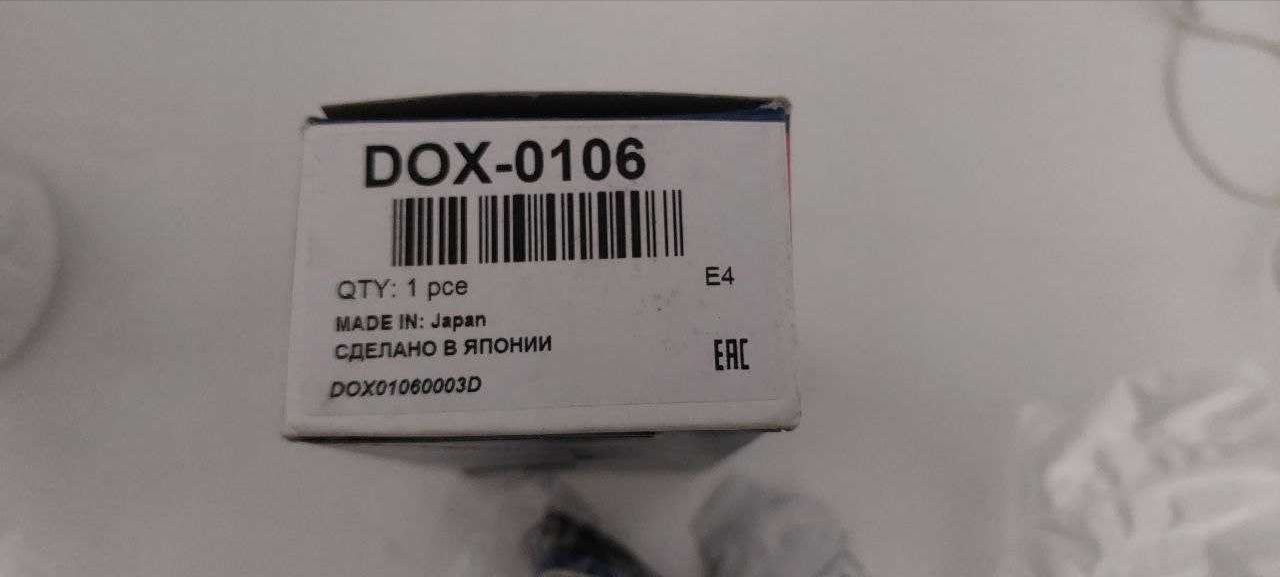 DOX-0106
QTY: 1 pce
E4
MADE IN: Japan
СДЕЛАНО В ЯПОНИИ
EAC
DOX01060003D